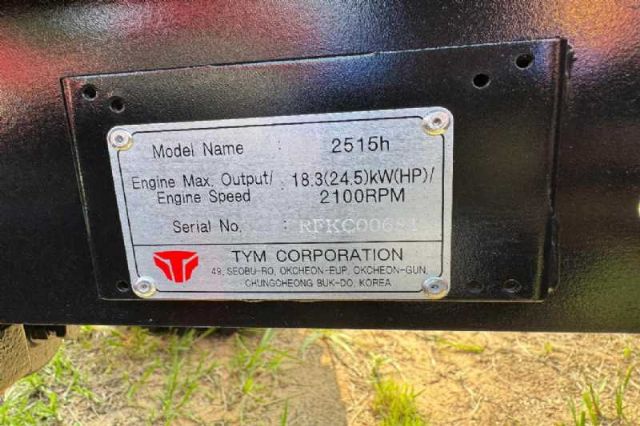 Model Name : 2515h
Engine Max. Output/ : 18.3(24.5)kW(HP)/
Engine Speed 2100RPM
Serial No. :
TYM CORPORATION
49, SEOBU-RO, OKCHEON-EUP, OKCHEON-GUN,
CHUNGCHEONG BUK-DO, KOREA